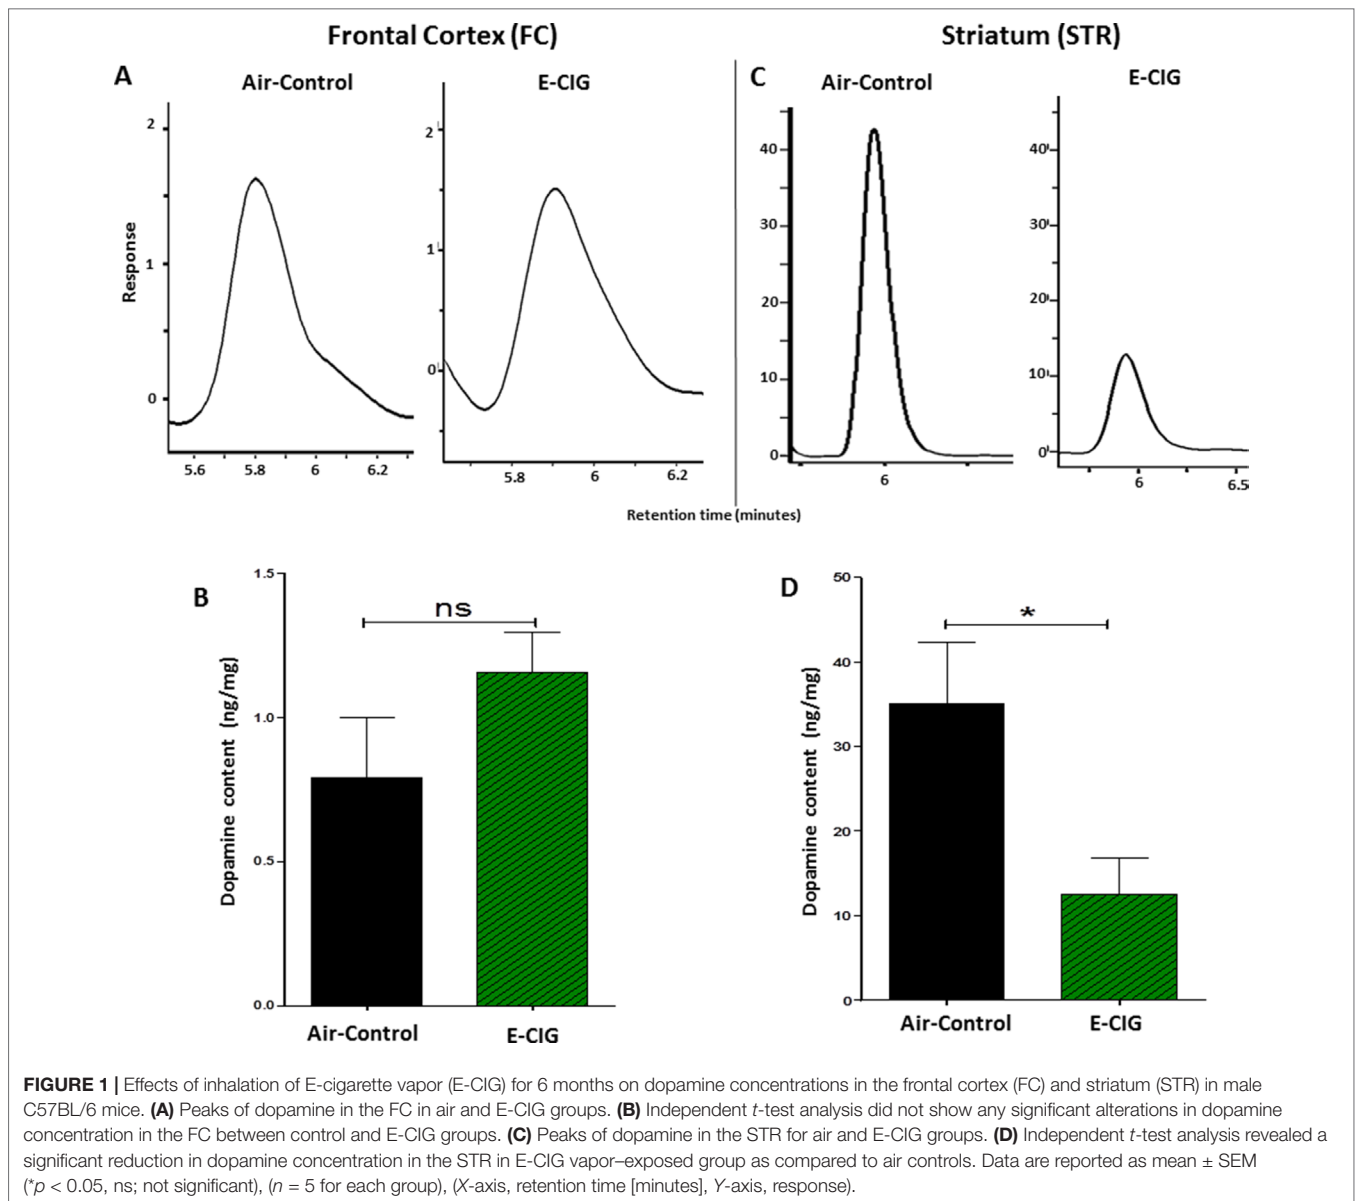 Frontal Cortex (FC)
Striatum (STR)
A
Air-Control
E-CIG
C
Air-Control
E-CIG
Response
2
1
0
5.6
5.8
6
6.2
2
1
0
5.8
6
6.2
40
30
20
10
0
6
40
30
20
10
0
6
6.5
Retention time (minutes)
B
Dopamine content (ng/mg)
1.5
1.0
0.5
0.0
ns
Air-Control
E-CIG
D
Dopamine content (ng/mg)
50
40
30
20
10
0
*
Air-Control
E-CIG
FIGURE 1 | Effects of inhalation of E-cigarette vapor (E-CIG) for 6 months on dopamine concentrations in the frontal cortex (FC) and striatum (STR) in male
C57BL/6 mice. (A) Peaks of dopamine in the FC in air and E-CIG groups. (B) Independent t-test analysis did not show any significant alterations in dopamine
concentration in the FC between control and E-CIG groups. (C) Peaks of dopamine in the STR for air and E-CIG groups. (D) Independent t-test analysis revealed a
significant reduction in dopamine concentration in the STR in E-CIG vapor–exposed group as compared to air controls. Data are reported as mean ± SEM
(*p < 0.05, ns; not significant), (n = 5 for each group), (X-axis, retention time [minutes], Y-axis, response).